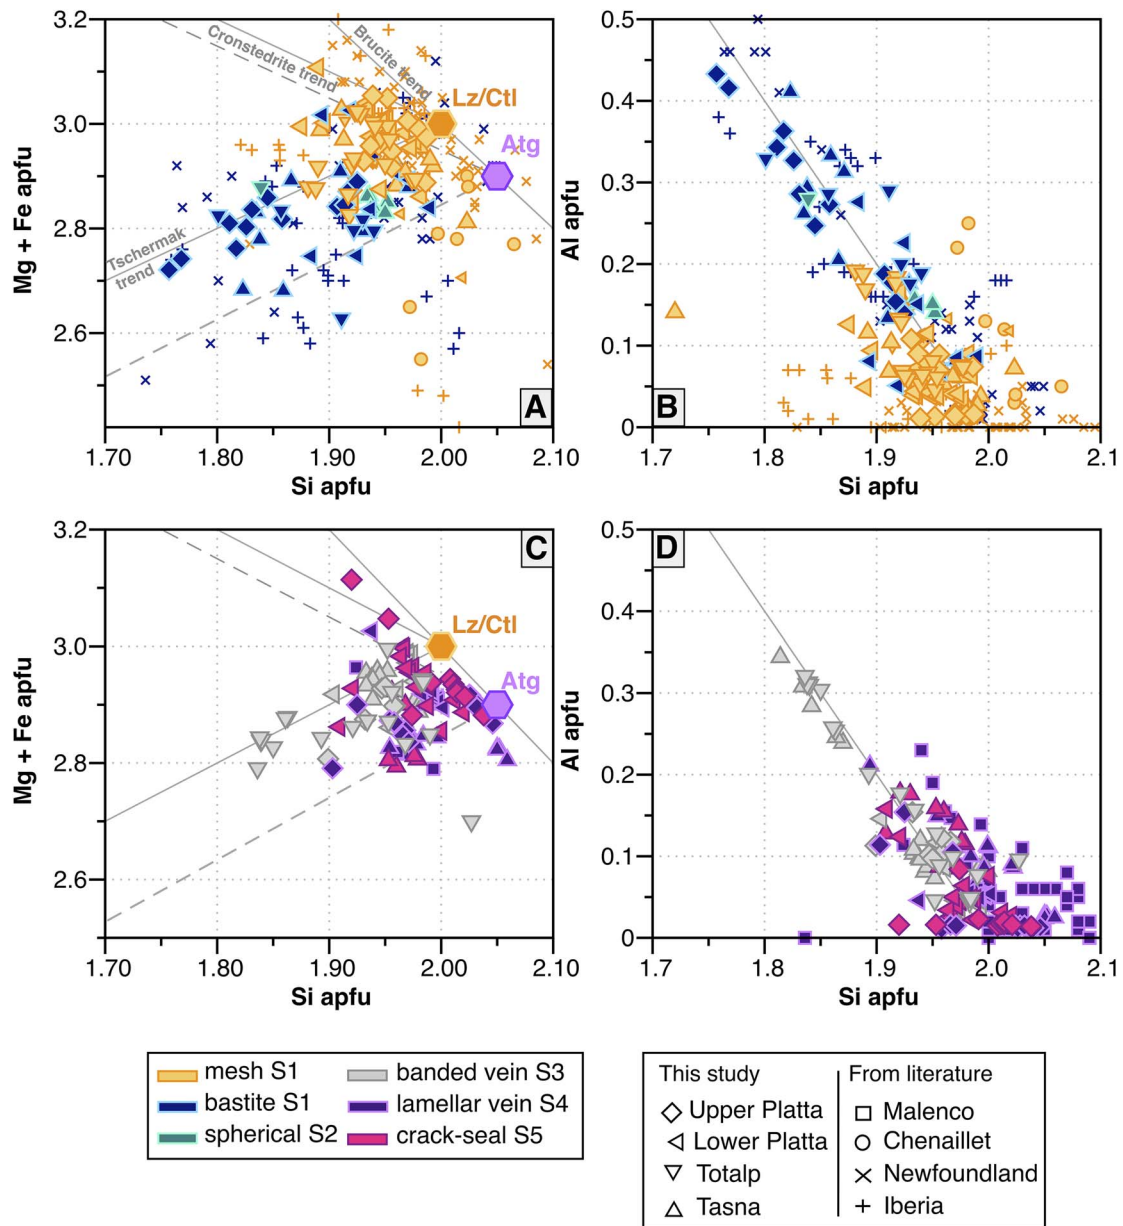 3.2
3.0
2.8
2.6
Mg + Fe apfu
1.70
1.80
1.90
2.00
2.10
Si apfu
Cronstedrite trend
Brucite trend
Tschermak
trend
Lz/Ctl
Atg
A
0.5
0.4
0.3
0.2
0.1
0
Al apfu
1.7
1.8
1.9
2.0
2.1
Si apfu
B
3.2
3.0
2.8
2.6
Mg + Fe apfu
1.70
1.80
1.90
2.00
2.10
Si apfu
Lz/Ctl
Atg
C
0.5
0.4
0.3
0.2
0.1
0
Al apfu
1.7
1.8
1.9
2.0
2.1
Si apfu
D
mesh S1
bastite S1
spherical S2
banded vein S3
lamellar vein S4
crack-seal S5
This study
Upper Platta
Lower Platta
Totalp
Tasna
From literature
Malenco
Chenaillet
Newfoundland
Iberia